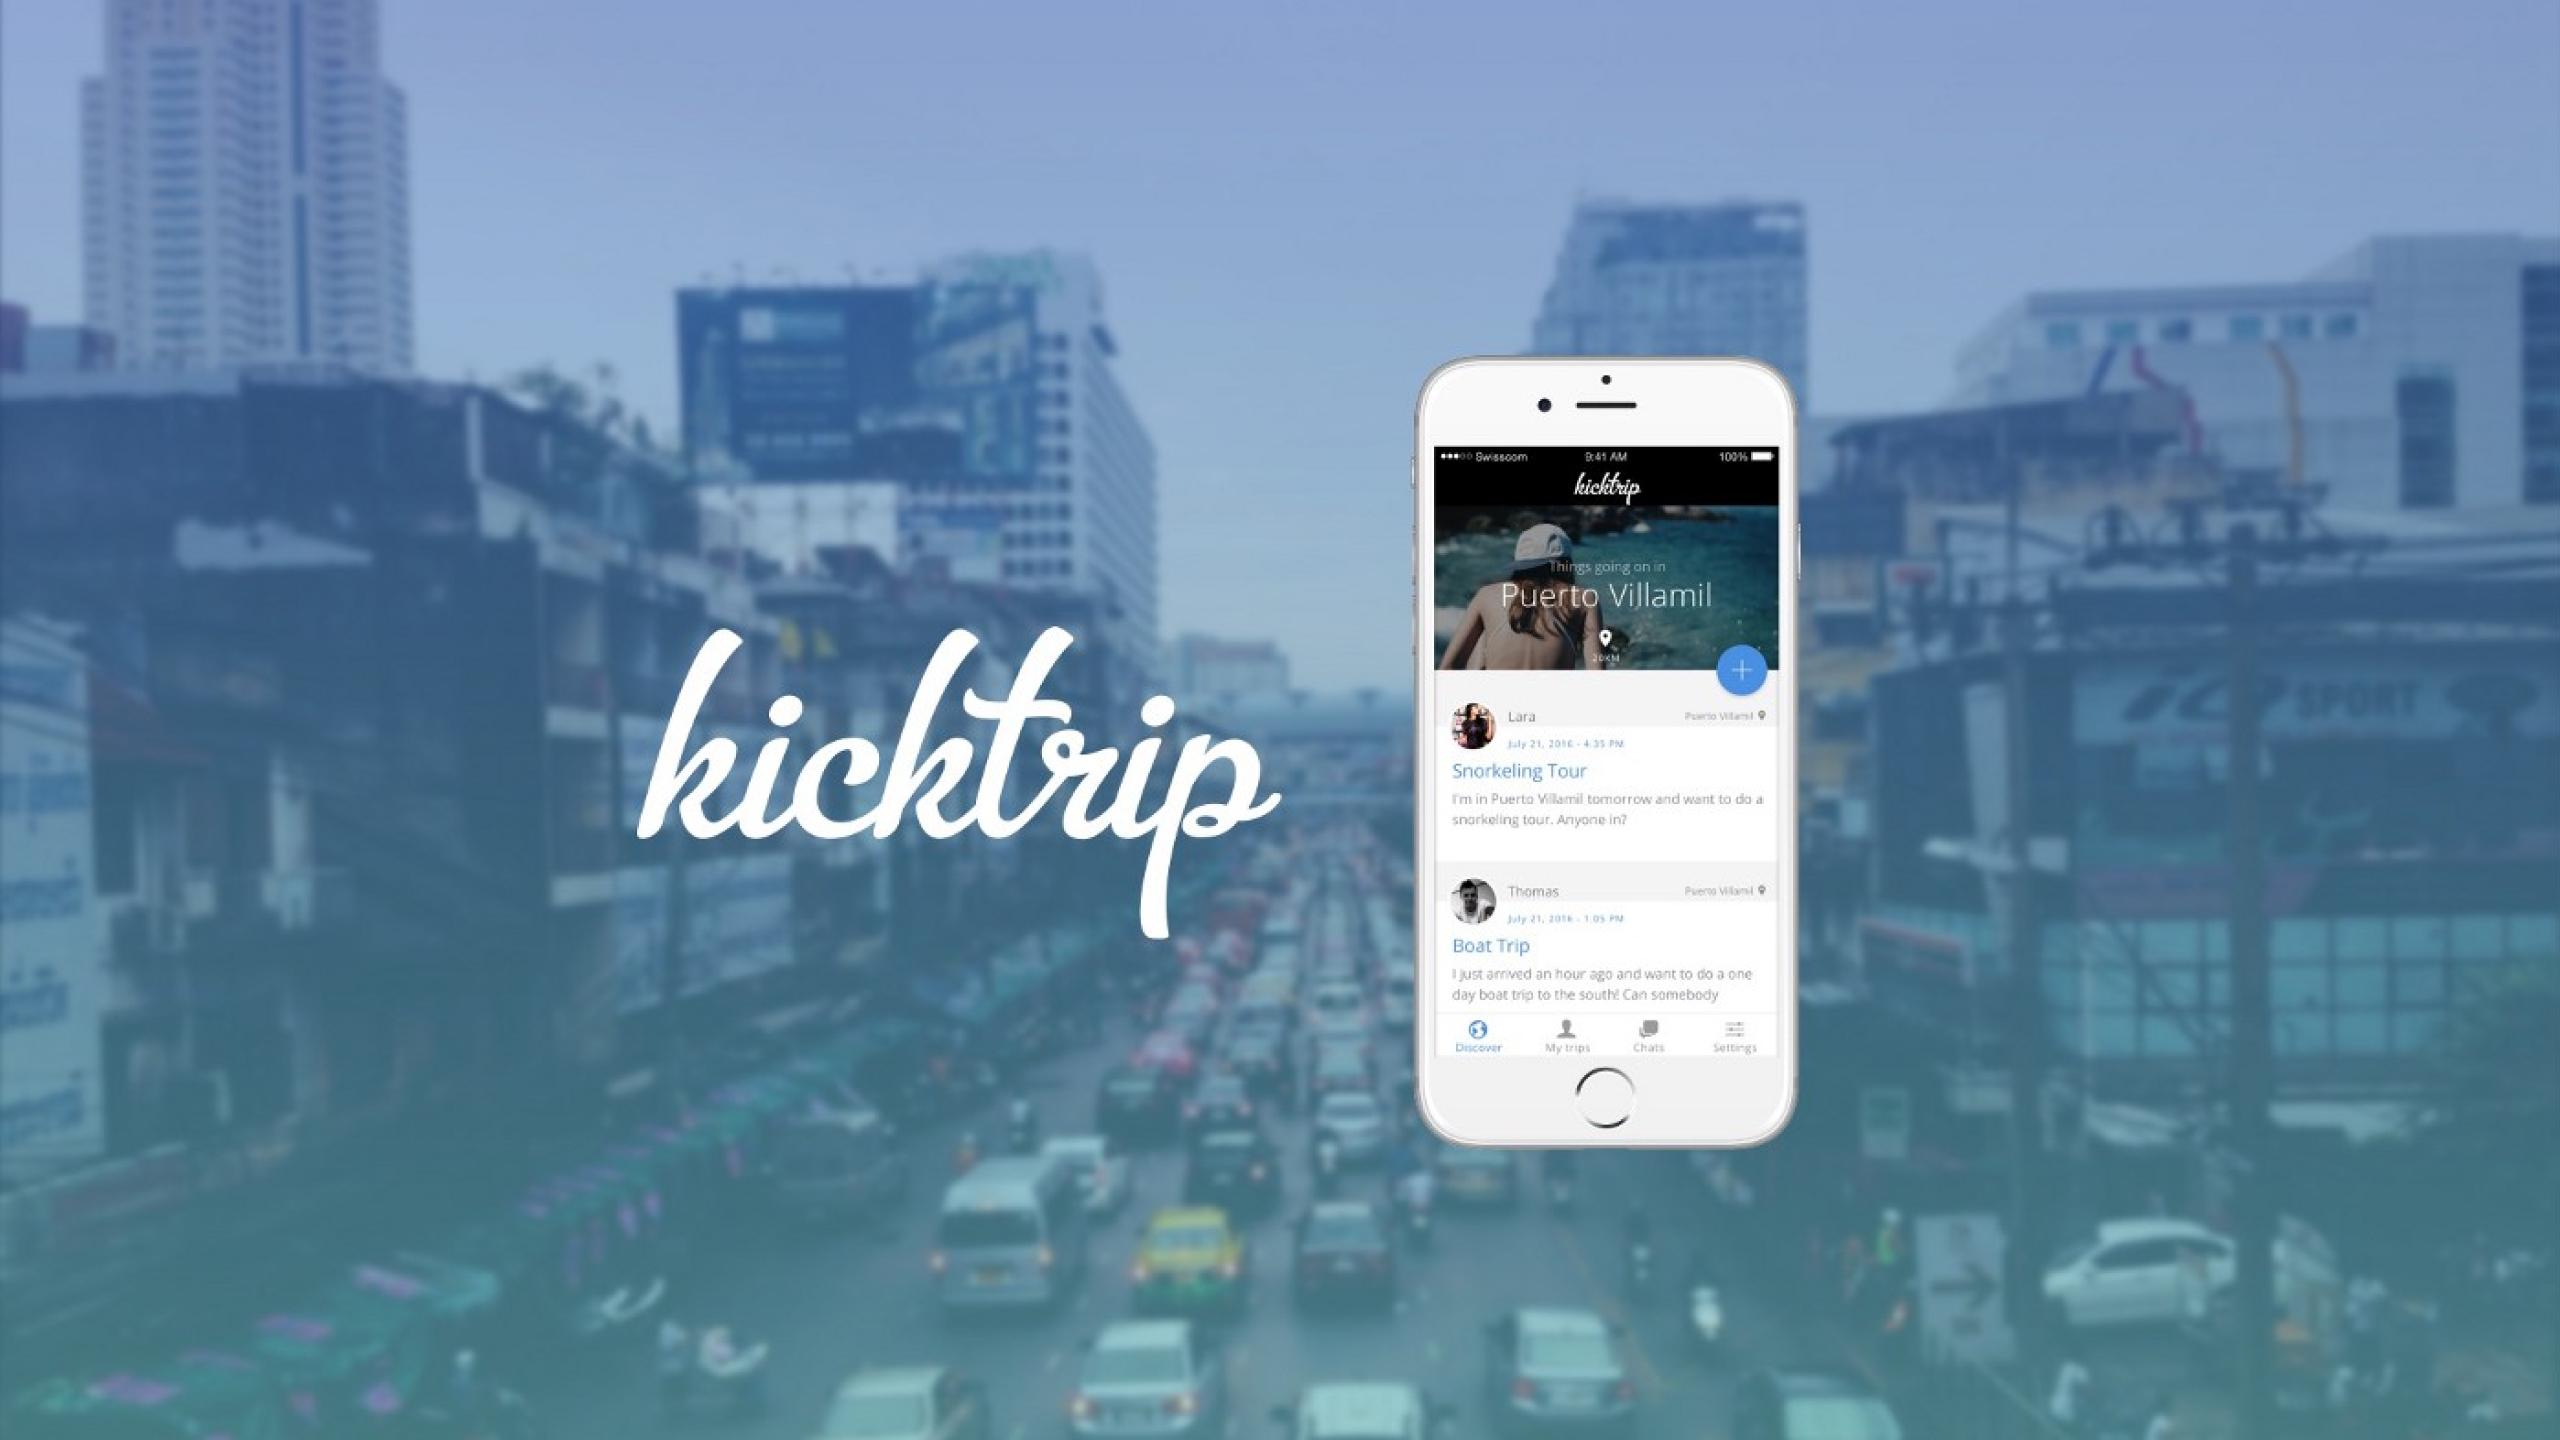 kicktrip
Swisscom 9:41 AM 100%
kicktrip
Things going on in
Puerto Villamil
20KM
Lara Puerto Villamil
July 21, 2016 - 4:35 PM
Snorkeling Tour
I'm in Puerto Villamil tomorrow and want to do a
snorkeling tour. Anyone in?
Thomas Puerto Villamil
July 21, 2016 - 1:05 PM
Boat Trip
I just arrived an hour ago and want to do a one
day boat trip to the south! Can somebody
Discover My trips Chats Settings
SPORT